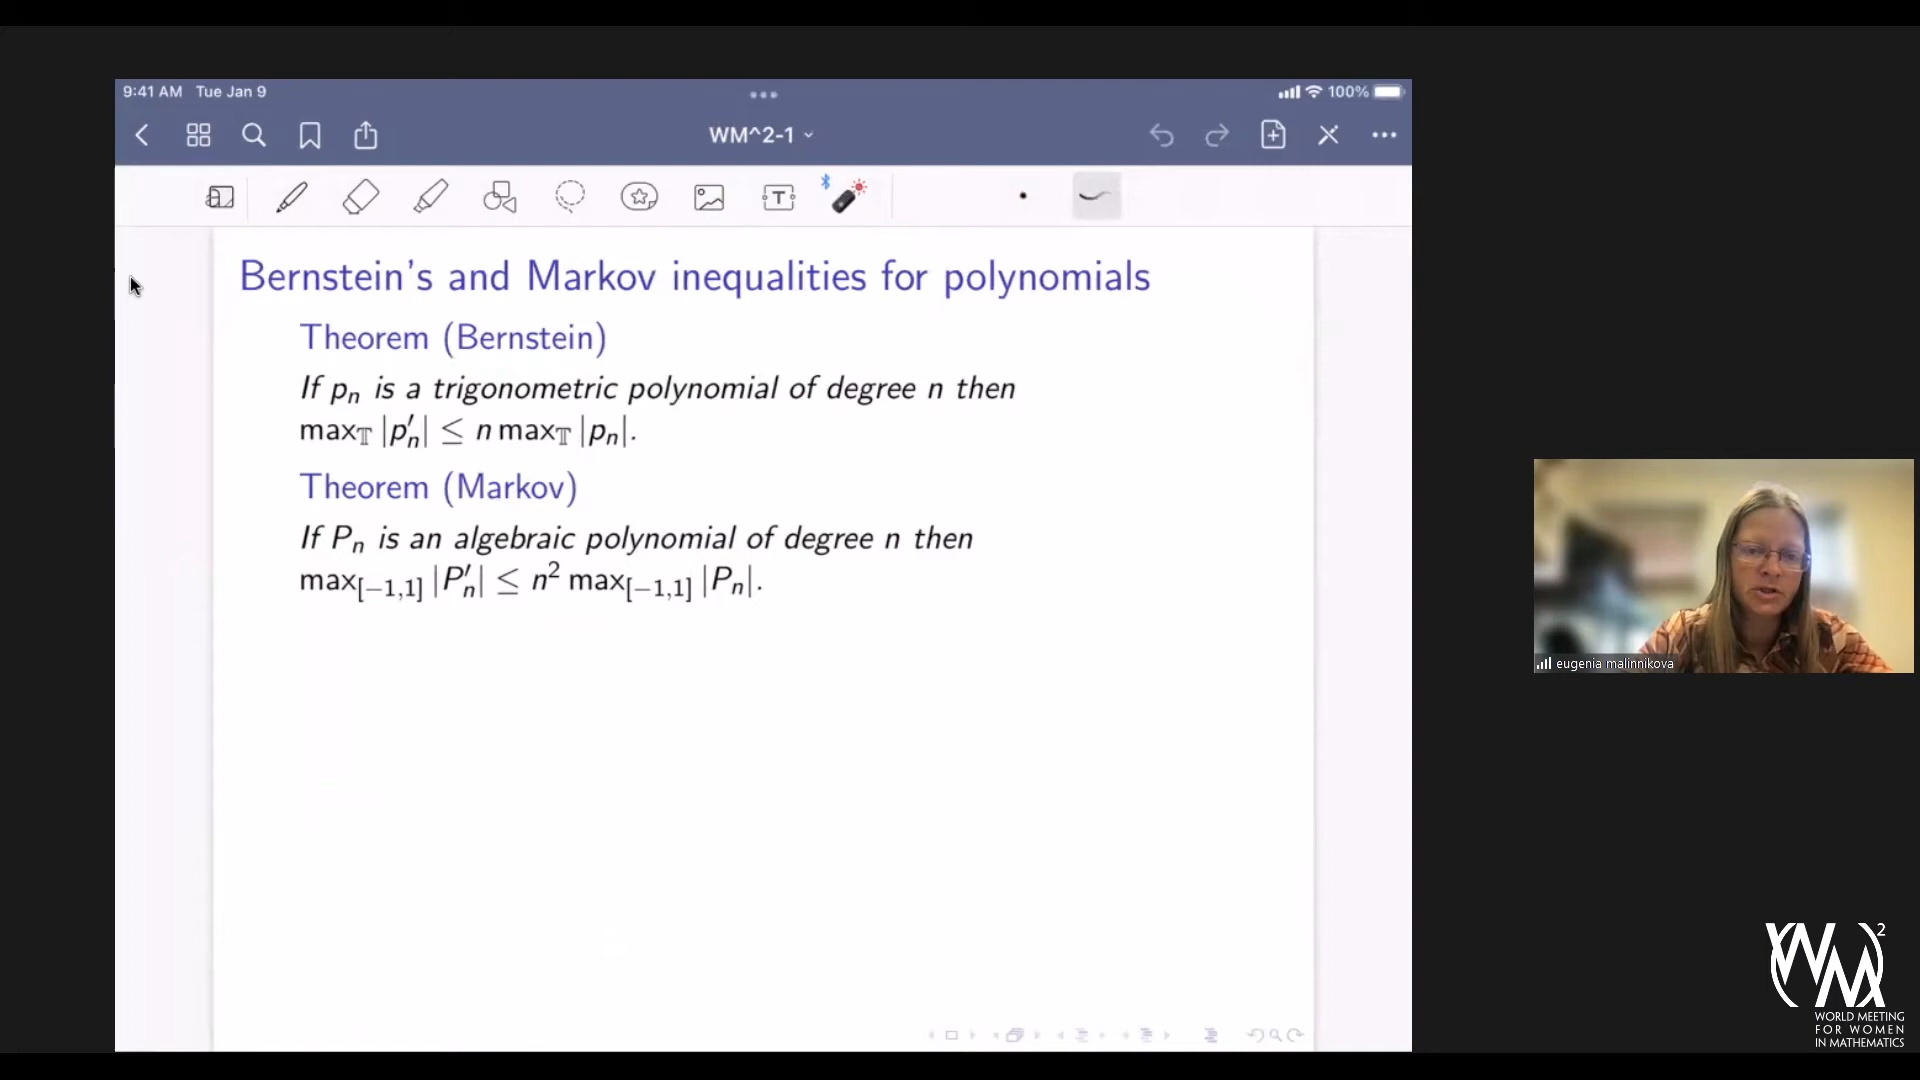 9:41 AM Tue Jan 9
100%
WM^2-1
T
Bernstein's and Markov inequalities for polynomials
Theorem (Bernstein)
If pₙ is a trigonometric polynomial of degree n then
max_𝕋 |p′ₙ| ≤ n max_𝕋 |pₙ|.
Theorem (Markov)
If Pₙ is an algebraic polynomial of degree n then
max_[−1,1] |P′ₙ| ≤ n² max_[−1,1] |Pₙ|.
eugenia malinnikova
WM²
WORLD MEETING
FOR WOMEN
IN MATHEMATICS